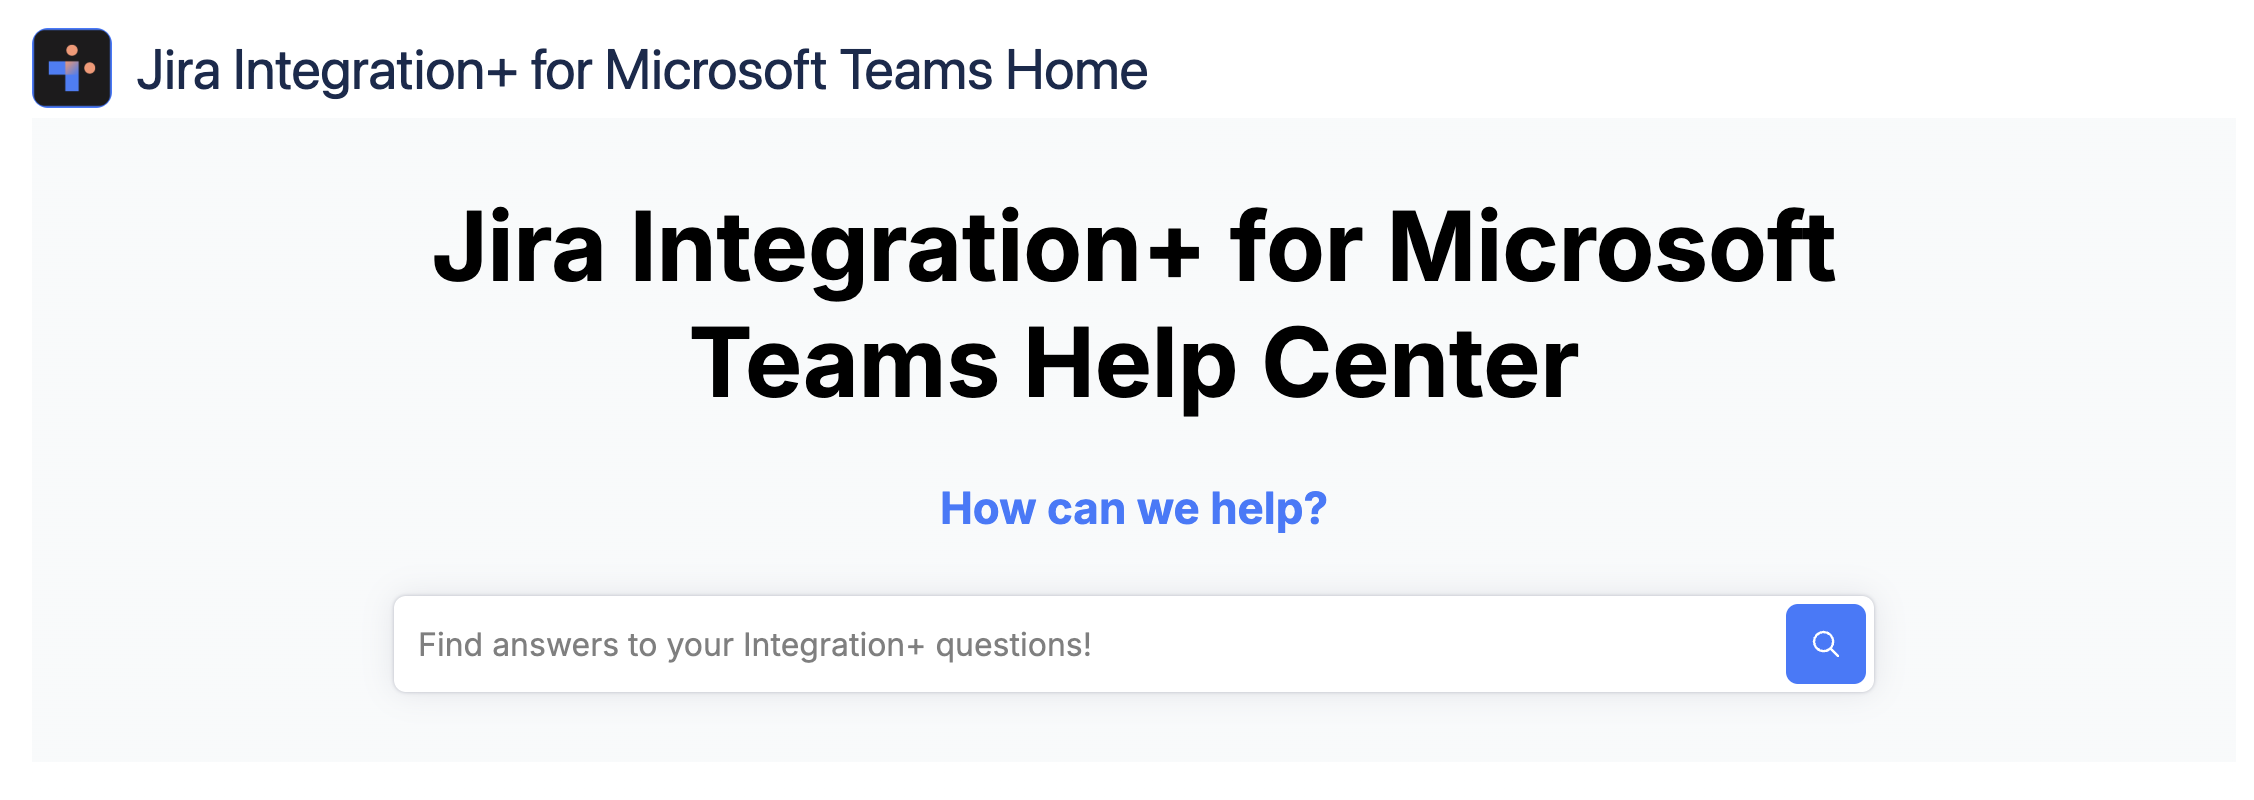 Jira Integration+ for Microsoft Teams Home
Jira Integration+ for Microsoft
Teams Help Center
How can we help?
Find answers to your Integration+ questions!